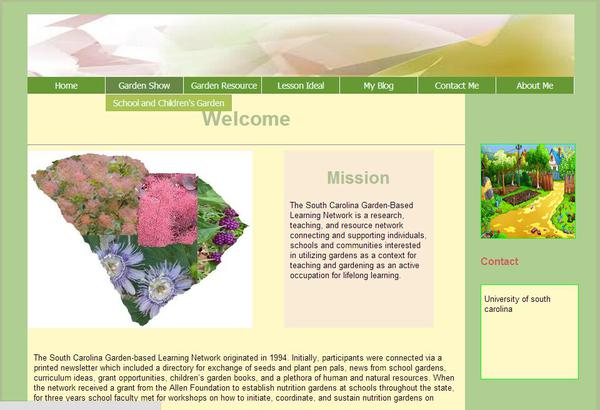 Home Garden Show Garden Resource Lesson Ideal My Blog Contact Me About Me
School and Children's Garden
Welcome
Mission
The South Carolina Garden-Based
Learning Network is a research,
teaching, and resource network
connecting and supporting individuals,
schools and communities interested
in utilizing gardens as a context for
teaching and gardening as an active
occupation for lifelong learning.
Contact
University of south
carolina
The South Carolina Garden-based Learning Network originated in 1994. Initially, participants were connected via a
printed newsletter which included a directory for exchange of seeds and plant pen pals, news from school gardens,
curriculum ideas, grant opportunities, children's garden books, and a plethora of human and natural resources. When
the network received a grant from the Allen Foundation to establish nutrition gardens at schools throughout the state,
for three years school faculty met for workshops on how to initiate, coordinate, and sustain nutrition gardens on